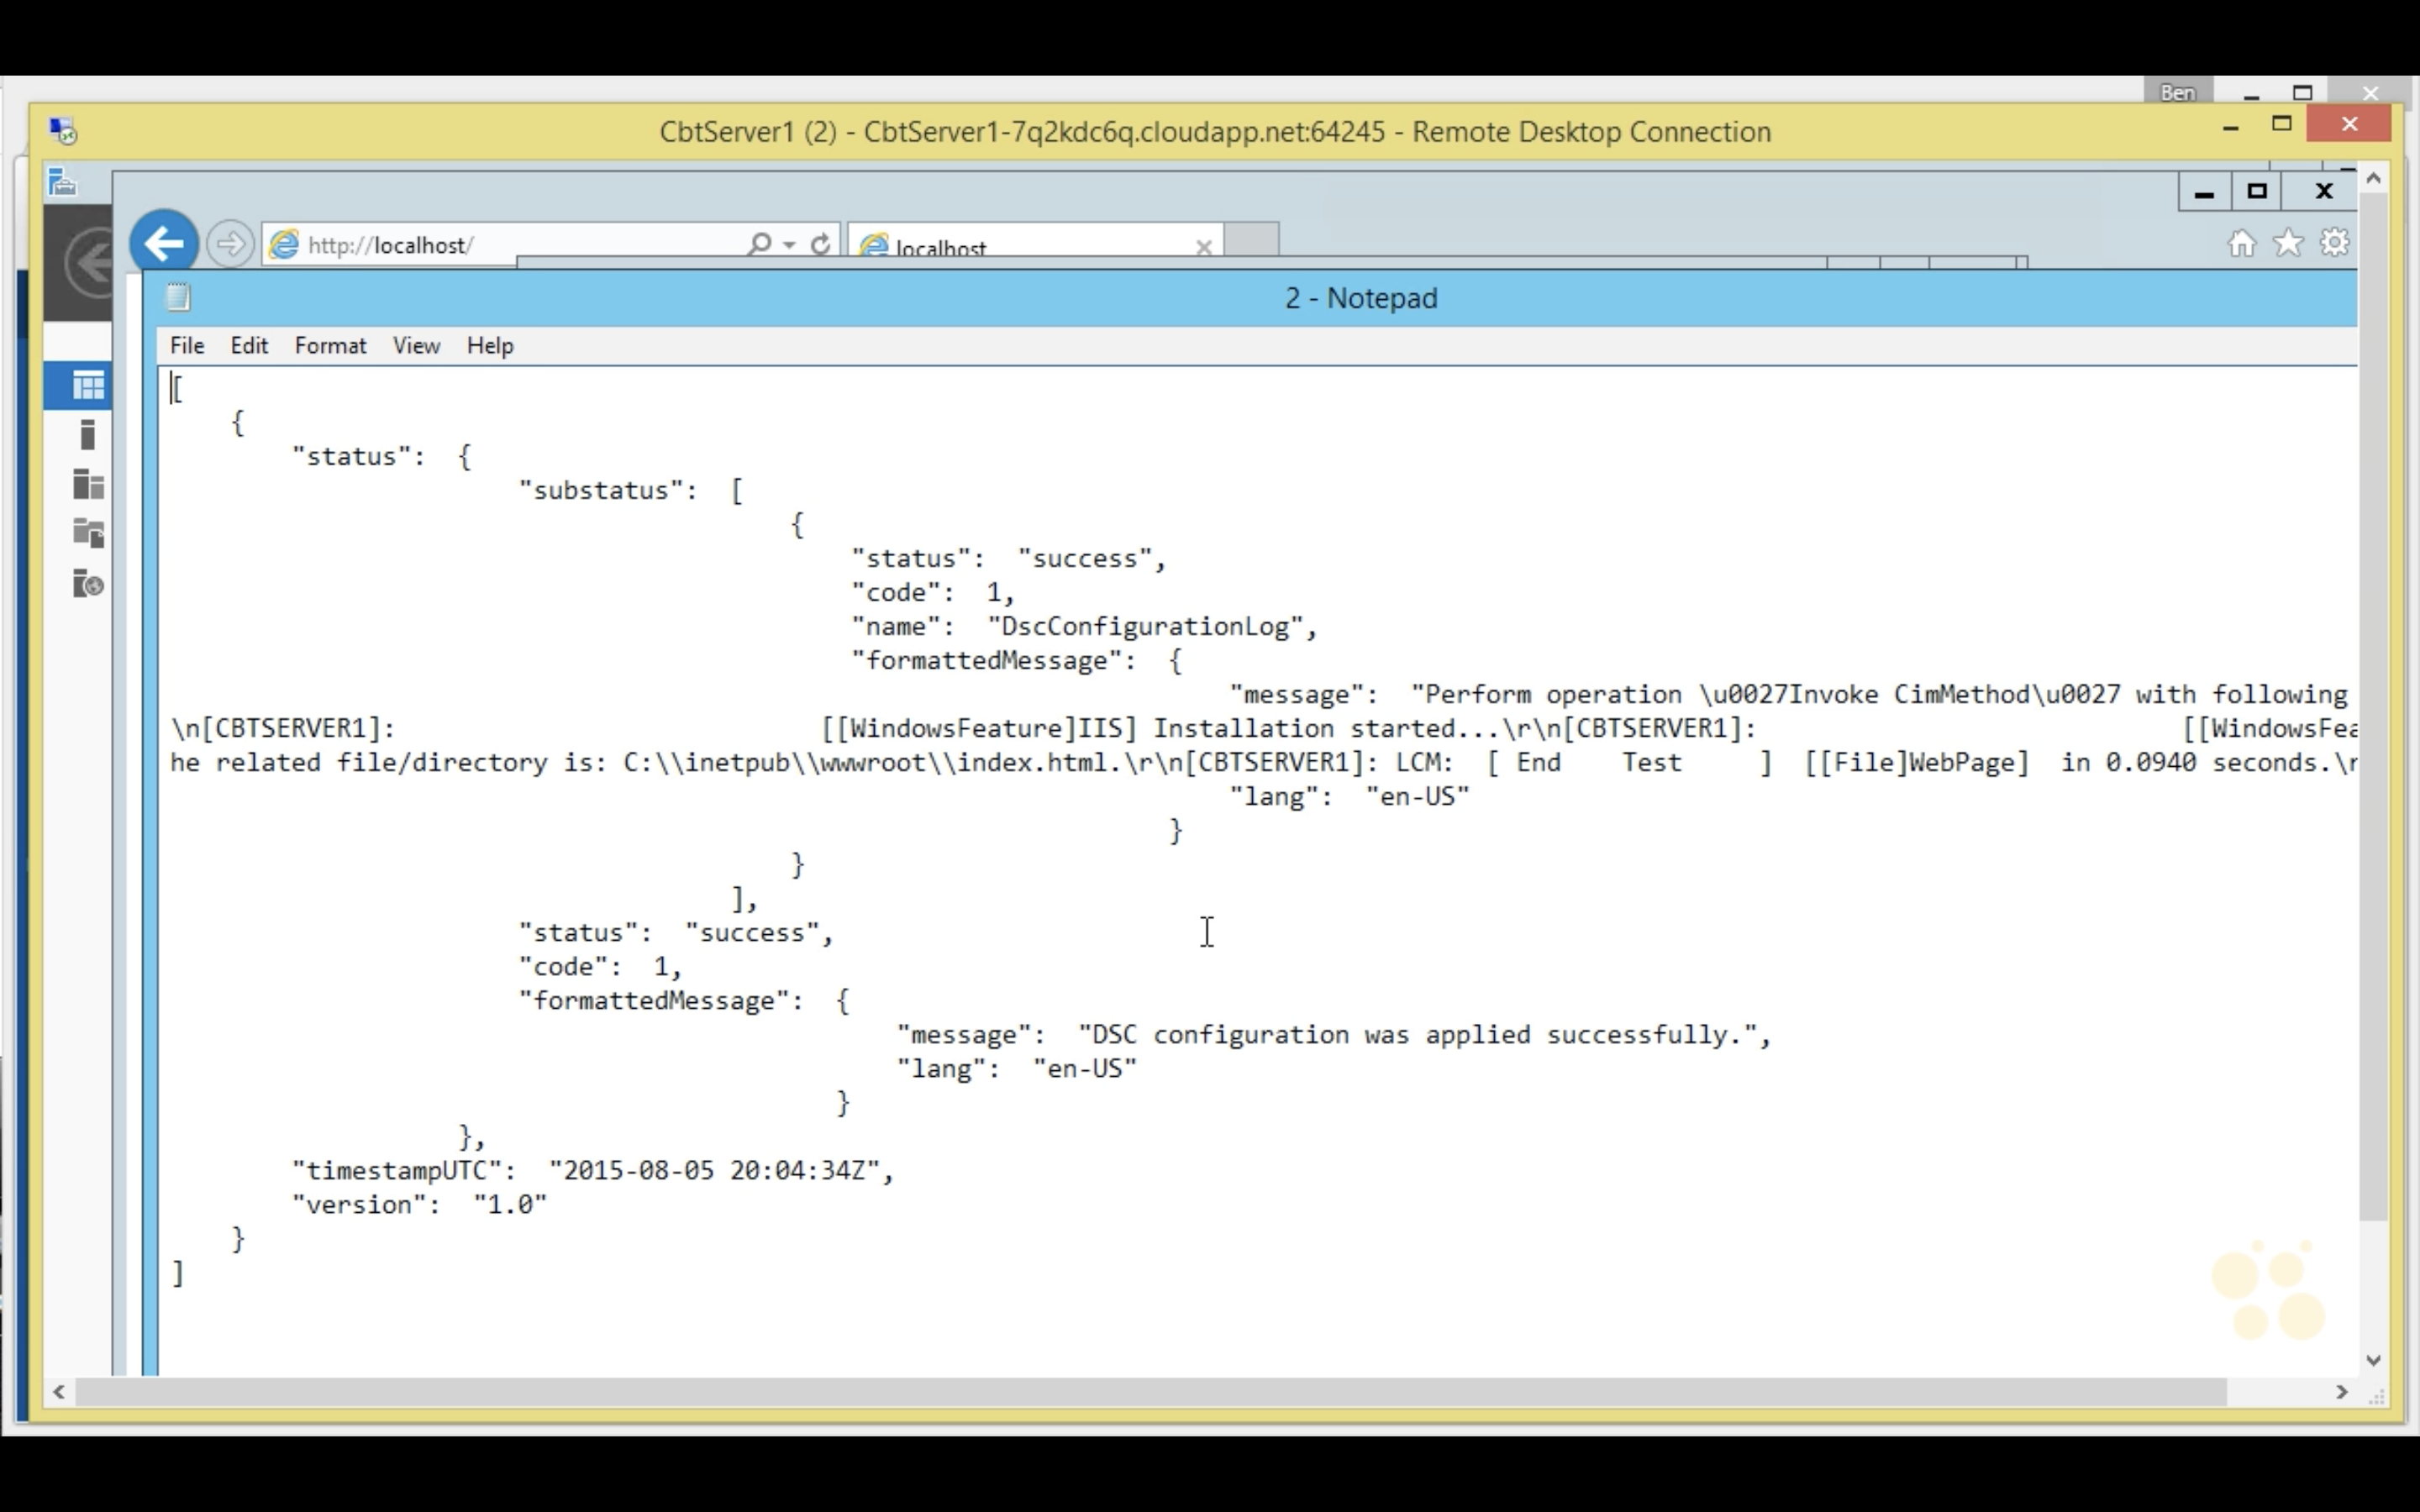 Ben
CbtServer1 (2) - CbtServer1-7q2kdc6q.cloudapp.net:64245 - Remote Desktop Connection
http://localhost/
localhost
2 - Notepad
File Edit Format View Help
[
{
"status": {
"substatus": [
{
"status": "success",
"code": 1,
"name": "DscConfigurationLog",
"formattedMessage": {
"message": "Perform operation \u0027Invoke CimMethod\u0027 with following
\n[CBTSERVER1]: [[WindowsFeature]IIS] Installation started...\r\n[CBTSERVER1]: [[WindowsFea
he related file/directory is: C:\\inetpub\\wwwroot\\index.html.\r\n[CBTSERVER1]: LCM: [ End Test ] [[File]WebPage] in 0.0940 seconds.\r
"lang": "en-US"
}
}
],
"status": "success",
"code": 1,
"formattedMessage": {
"message": "DSC configuration was applied successfully.",
"lang": "en-US"
}
},
"timestampUTC": "2015-08-05 20:04:34Z",
"version": "1.0"
}
]